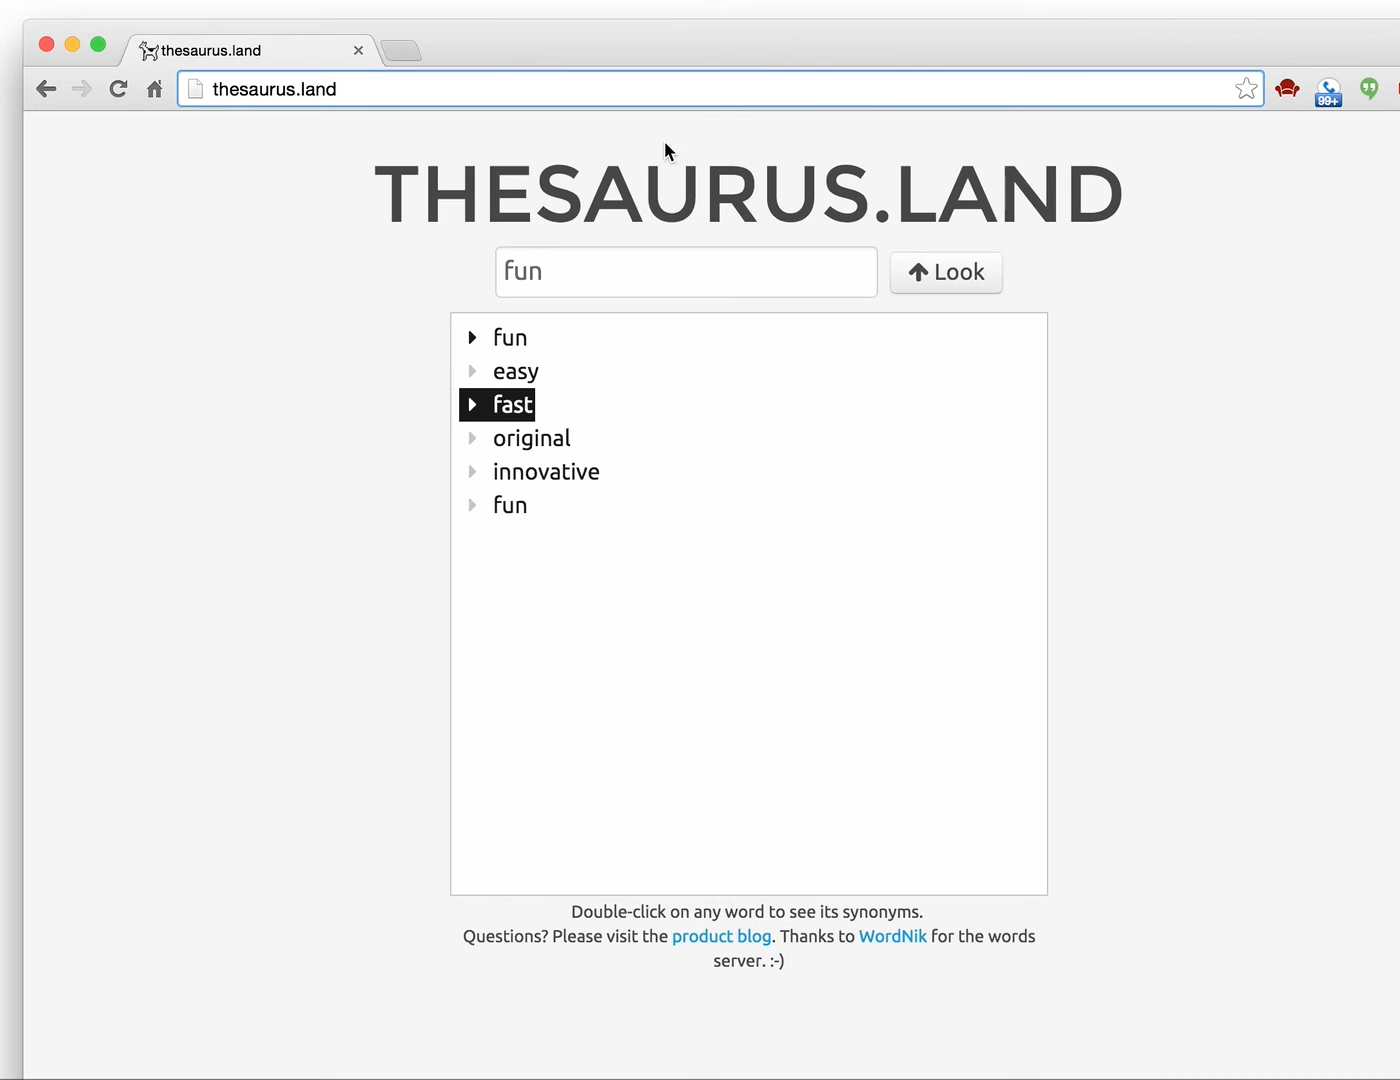 thesaurus.land
thesaurus.land
99+
THESAURUS.LAND
fun
Look
fun
easy
fast
original
innovative
fun
Double-click on any word to see its synonyms.
Questions? Please visit the product blog. Thanks to WordNik for the words
server. :-)